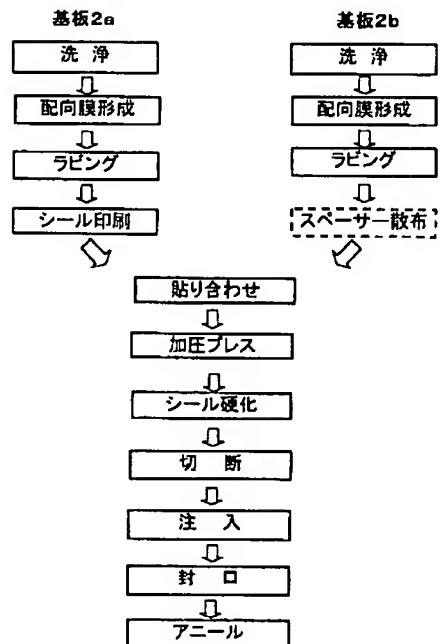 基板2a 基板2b
洗 浄 洗 浄
配向膜形成 配向膜形成
ラビング ラビング
シール印刷 スペーサー散布
貼り合わせ
加圧プレス
シール硬化
切 断
注 入
封 口
アニール